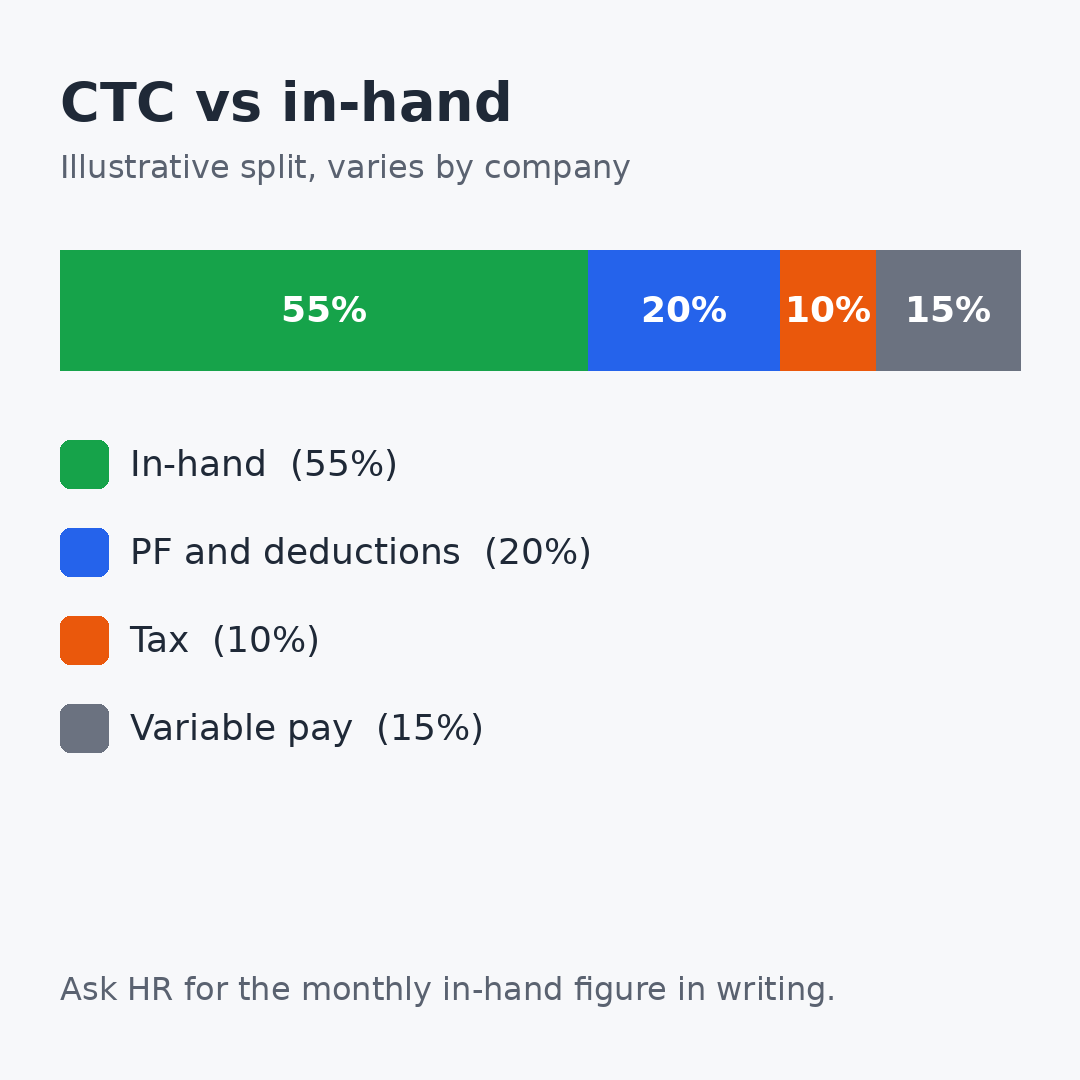 CTC vs in-hand
Illustrative split, varies by company
55% 20% 10% 15%
In-hand (55%)
PF and deductions (20%)
Tax (10%)
Variable pay (15%)
Ask HR for the monthly in-hand figure in writing.